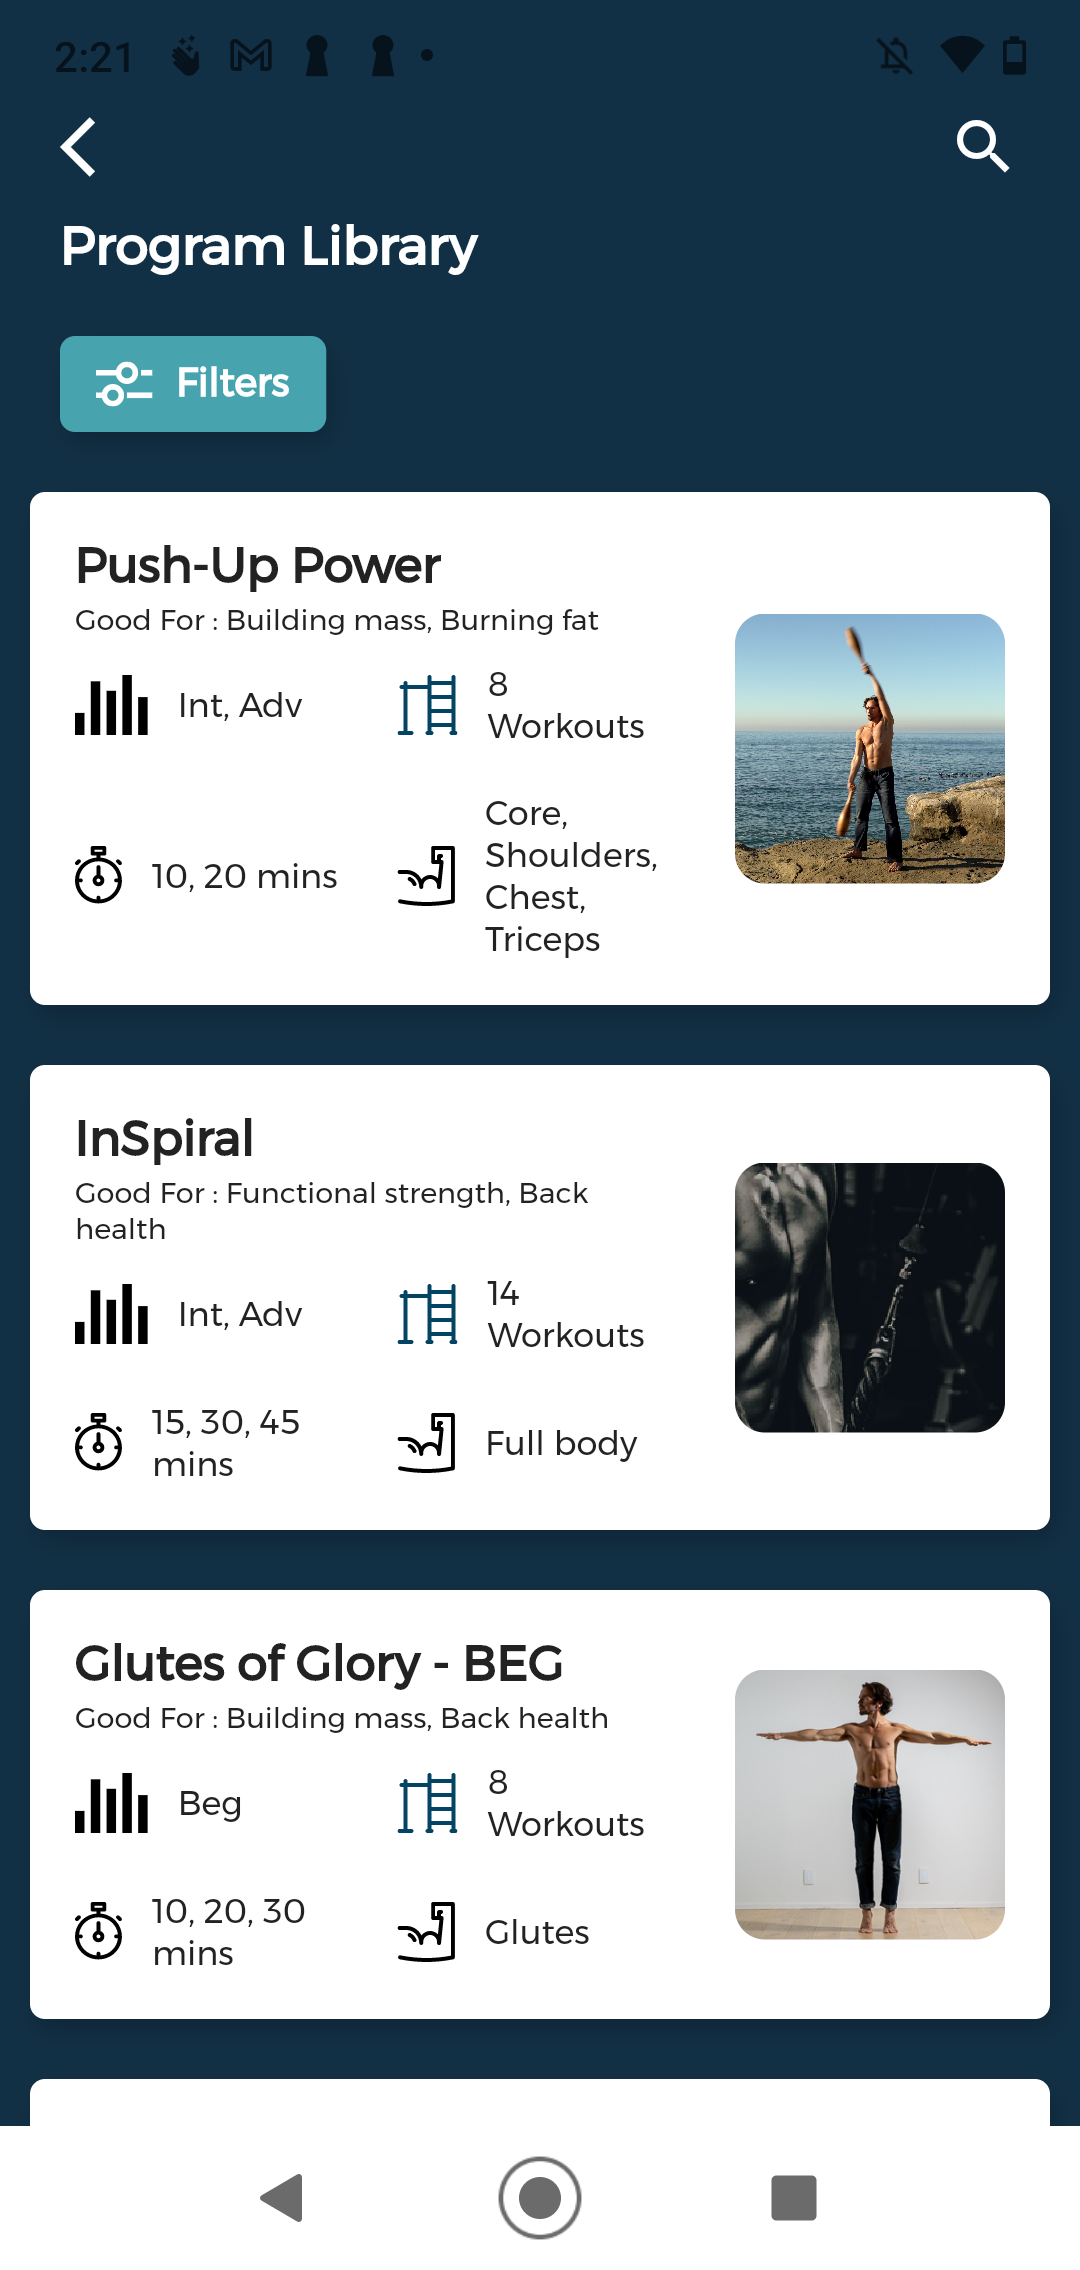 2:21
Program Library
Filters
Push-Up Power
Good For : Building mass, Burning fat
Int, Adv
8
Workouts
10, 20 mins
Core,
Shoulders,
Chest,
Triceps
InSpiral
Good For : Functional strength, Back
health
Int, Adv
14
Workouts
15, 30, 45
mins
Full body
Glutes of Glory - BEG
Good For : Building mass, Back health
Beg
8
Workouts
10, 20, 30
mins
Glutes